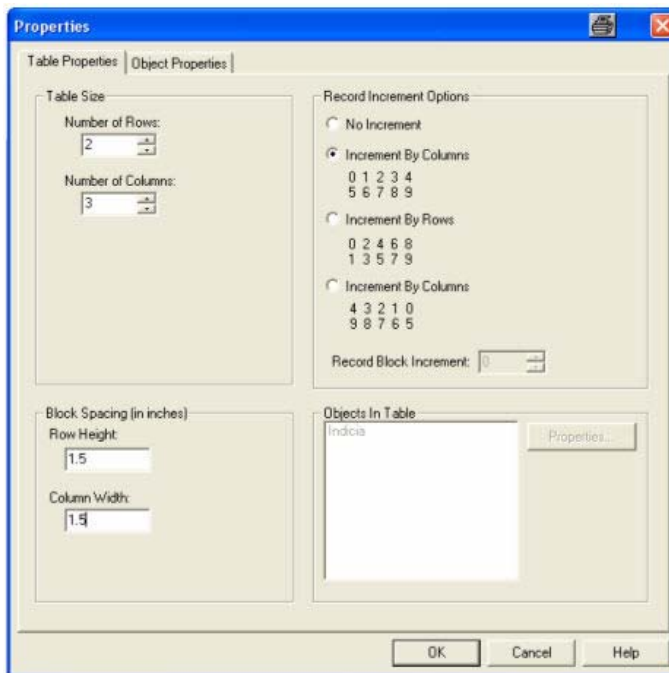 Properties
Table Properties
Object Properties
Table Size
Number of Rows:
2
Number of Columns:
3
Record Increment Options
No Increment
Increment By Columns
0 1 2 3 4
5 6 7 8 9
Increment By Rows
0 2 4 6 8
1 3 5 7 9
Increment By Columns
4 3 2 1 0
9 8 7 6 5
Record Block Increment:
0
Block Spacing (in inches)
Row Height:
1.5
Column Width:
1.5
Objects In Table
Indicia
Properties...
OK
Cancel
Help